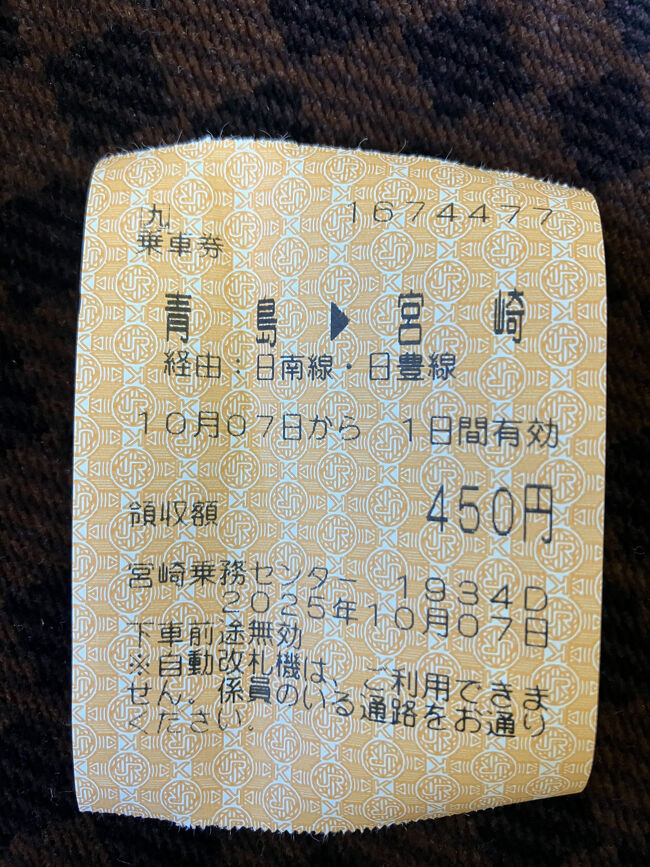 九 1674477
乗車券
青島▶宮崎
経由:日南線・日豊線
10月07日から 1日間有効
領収額 450円
宮崎乗務センター 1934D
2025年10月07日
下車前途無効
※自動改札機は、ご利用できま
せん。係員のいる通路をお通り
ください。